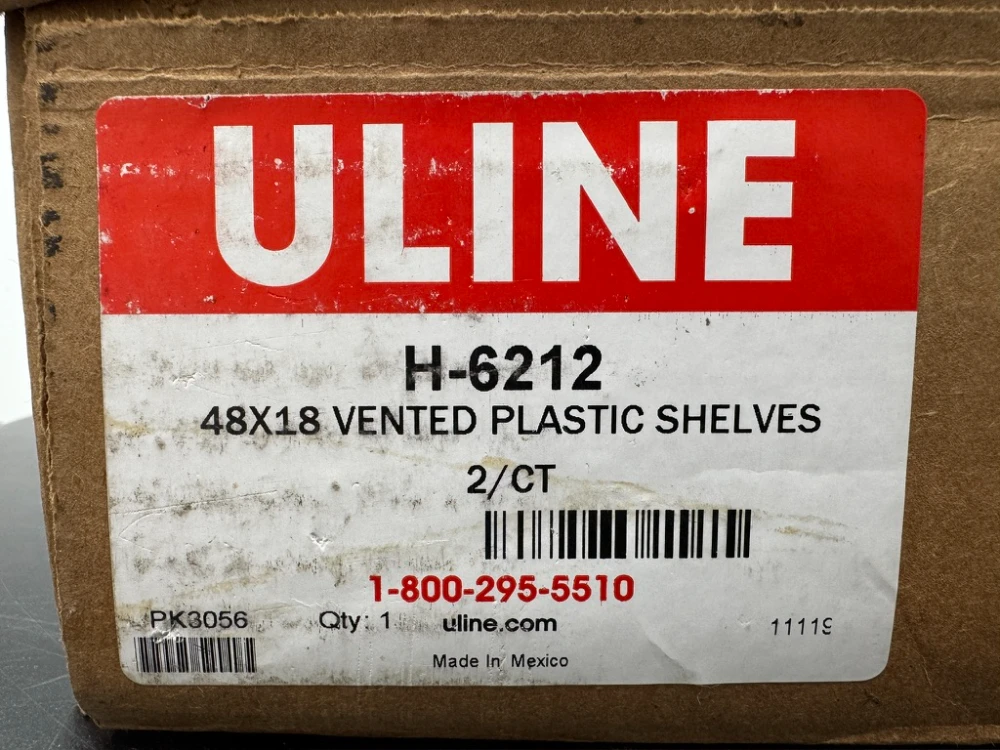 ULINE
H-6212
48X18 VENTED PLASTIC SHELVES
2/CT
1-800-295-5510
PK3056 Qty: 1 uline.com 11119
Made In Mexico